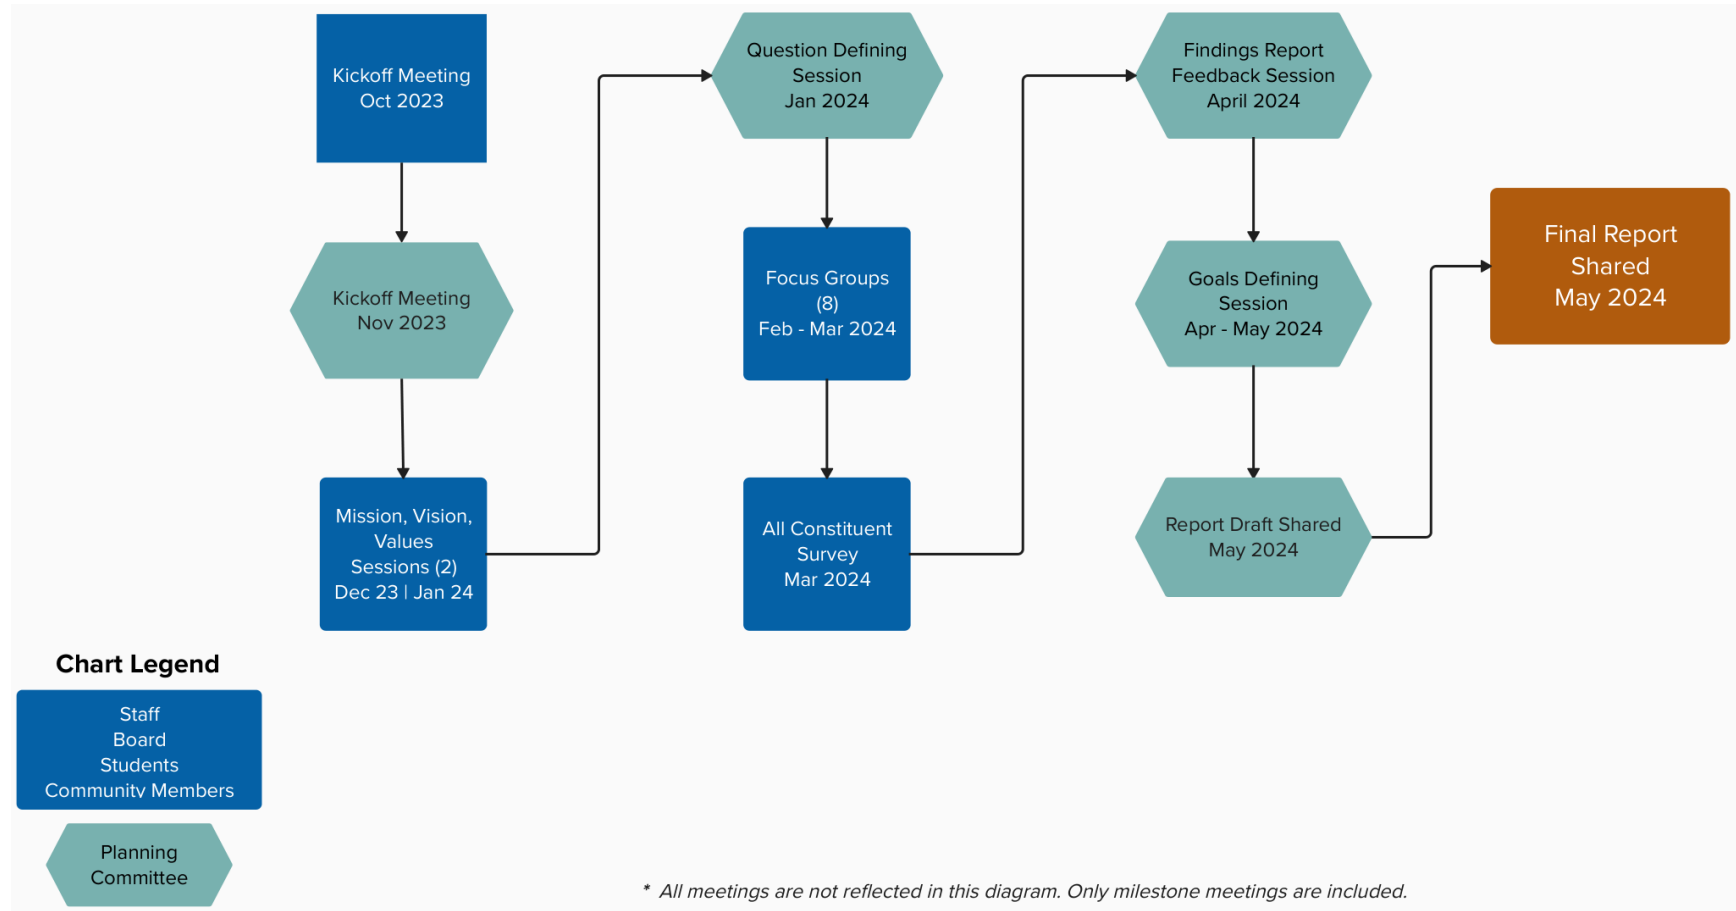 Kickoff Meeting
Oct 2023
Kickoff Meeting
Nov 2023
Mission, Vision,
Values
Sessions (2)
Dec 23 | Jan 24
Question Defining
Session
Jan 2024
Focus Groups
(8)
Feb - Mar 2024
All Constituent
Survey
Mar 2024
Findings Report
Feedback Session
April 2024
Goals Defining
Session
Apr - May 2024
Report Draft Shared
May 2024
Final Report
Shared
May 2024
Chart Legend
Staff
Board
Students
Community Members
Planning
Committee
* All meetings are not reflected in this diagram. Only milestone meetings are included.